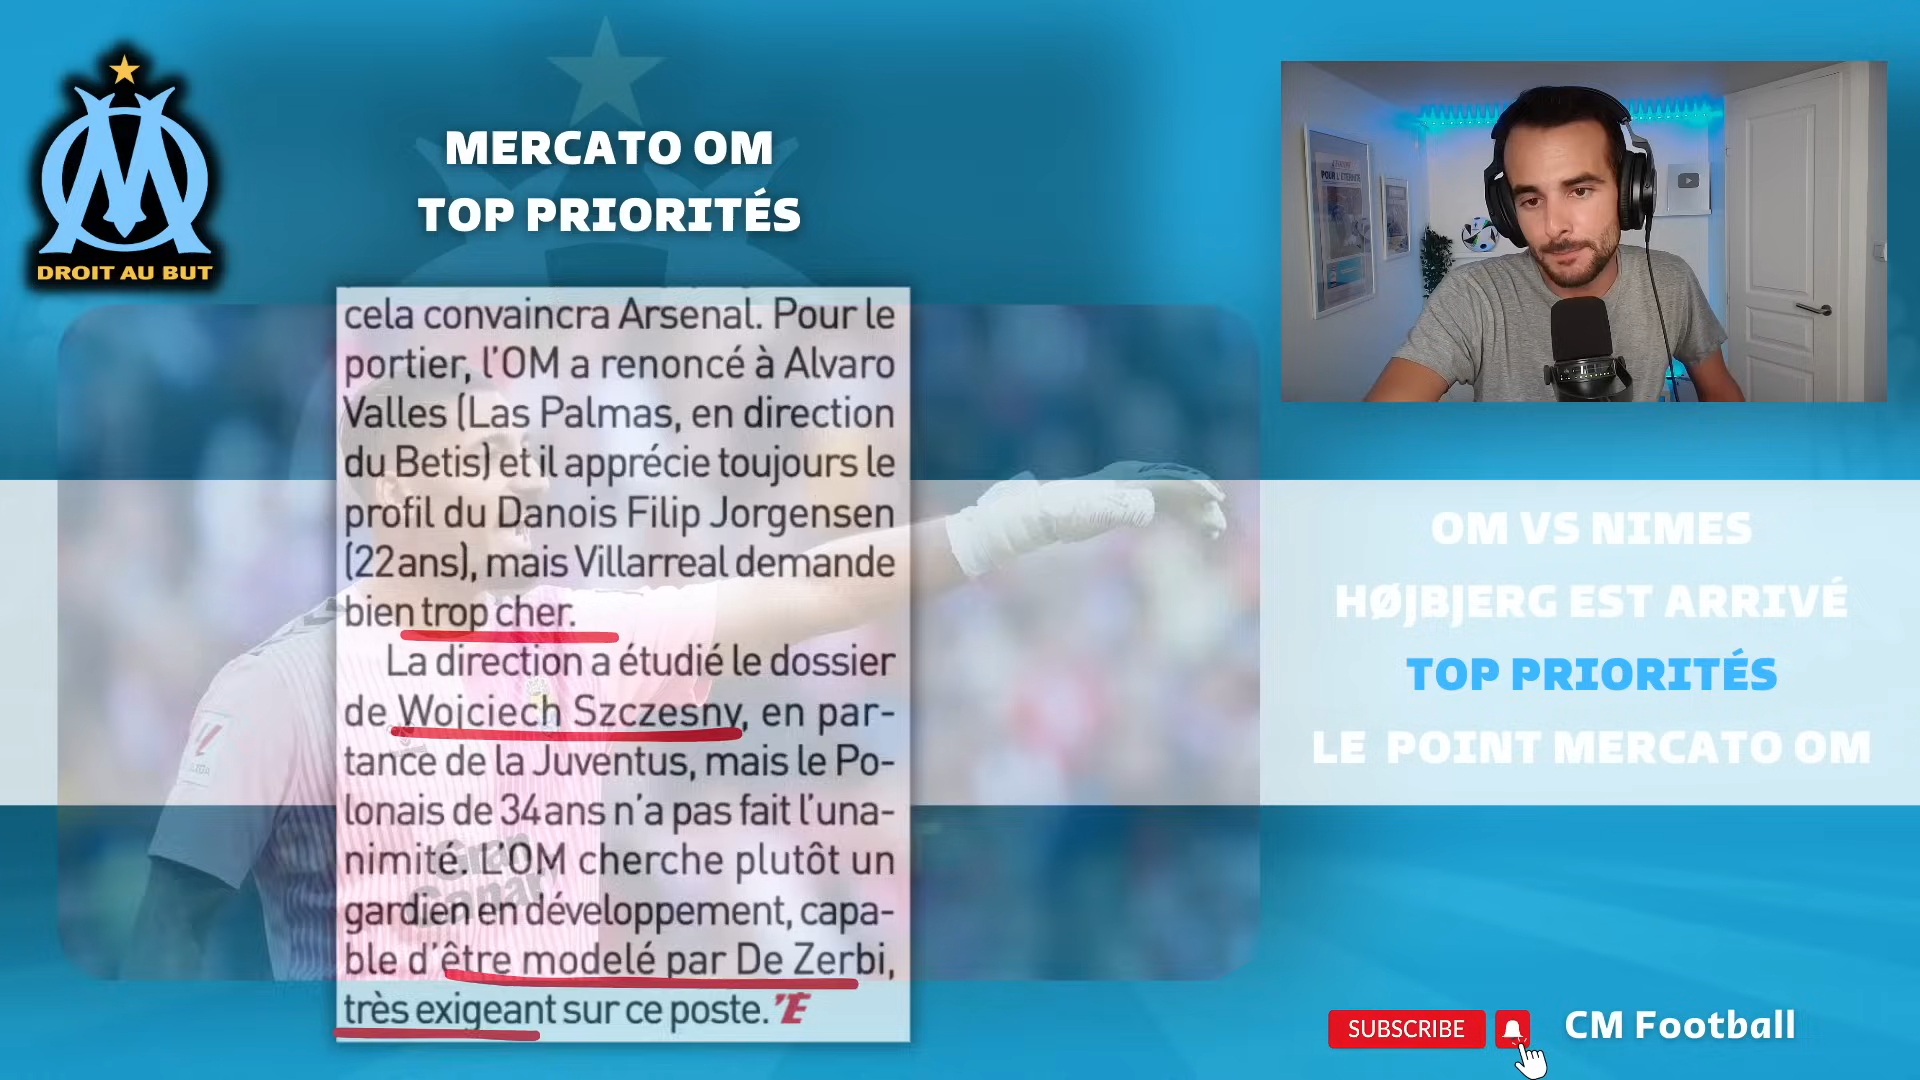 DROIT AU BUT
MERCATO OM
TOP PRIORITÉS
cela convaincra Arsenal. Pour le
portier, l'OM a renoncé à Alvaro
Valles (Las Palmas, en direction
du Betis) et il apprécie toujours le
profil du Danois Filip Jorgensen
(22 ans), mais Villarreal demande
bien trop cher.
La direction a étudié le dossier
de Wojciech Szczesny, en par-
tance de la Juventus, mais le Po-
lonais de 34 ans n'a pas fait l'una-
nimité. L'OM cherche plutôt un
gardien en développement, capa-
ble d'être modelé par De Zerbi,
très exigeant sur ce poste. 'É
Gran
Canar
POUR L'ÉTERNITÉ
OM VS NIMES
HØJBJERG EST ARRIVÉ
TOP PRIORITÉS
LE POINT MERCATO OM
SUBSCRIBE
CM Football